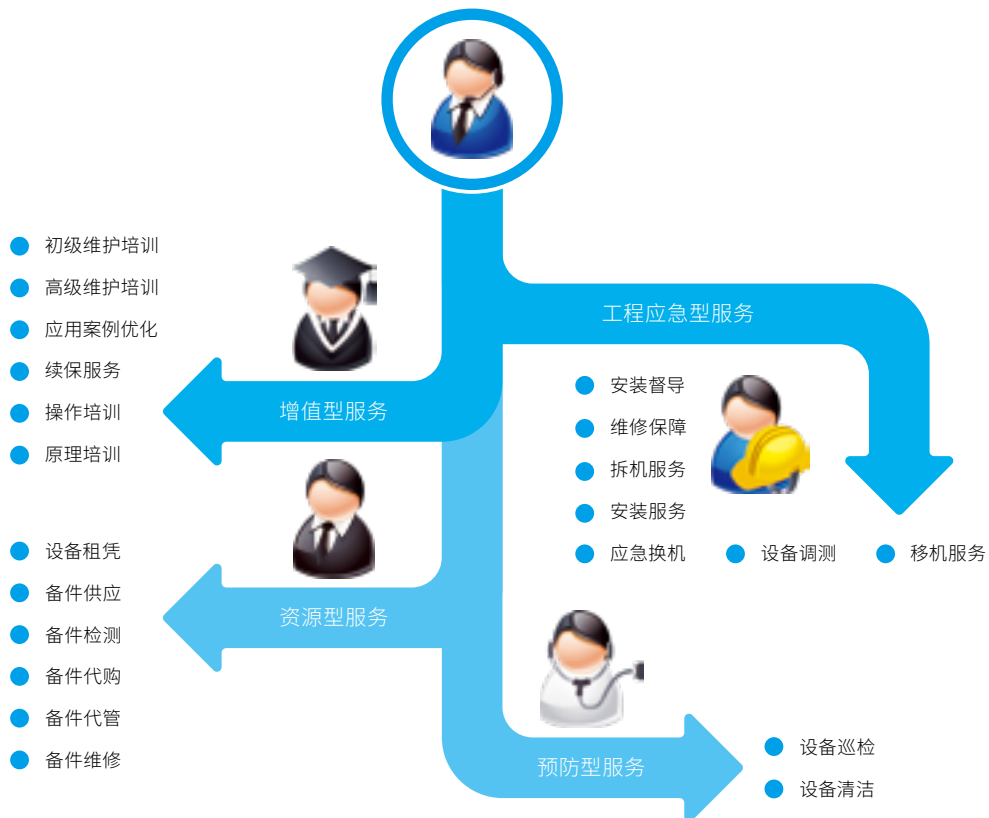 初级维护培训
高级维护培训
应用案例优化
续保服务
操作培训
原理培训
增值型服务
工程应急型服务
安装督导
维修保障
拆机服务
安装服务
应急换机
设备调测
移机服务
设备租凭
备件供应
备件检测
备件代购
备件代管
备件维修
资源型服务
预防型服务
设备巡检
设备清洁